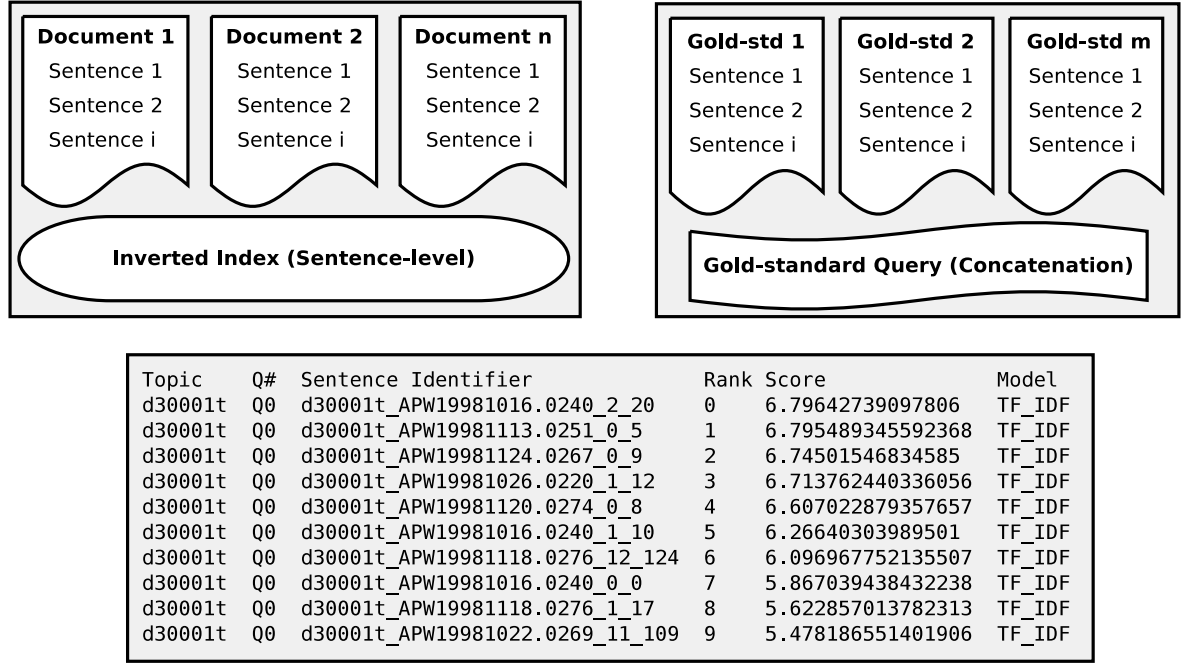 Document 1
Sentence 1
Sentence 2
Sentence i
Document 2
Sentence 1
Sentence 2
Sentence i
Document n
Sentence 1
Sentence 2
Sentence i
Inverted Index (Sentence-level)
Gold-std 1
Sentence 1
Sentence 2
Sentence i
Gold-std 2
Sentence 1
Sentence 2
Sentence i
Gold-std m
Sentence 1
Sentence 2
Sentence i
Gold-standard Query (Concatenation)
Topic Q# Sentence Identifier Rank Score Model
d30001t Q0 d30001t_APW19981016.0240_2_20 0 6.79642739097806 TF_IDF
d30001t Q0 d30001t_APW19981113.0251_0_5 1 6.795489345592368 TF_IDF
d30001t Q0 d30001t_APW19981124.0267_0_9 2 6.74501546834585 TF_IDF
d30001t Q0 d30001t_APW19981026.0220_1_12 3 6.713762440336056 TF_IDF
d30001t Q0 d30001t_APW19981120.0274_0_8 4 6.607022879357657 TF_IDF
d30001t Q0 d30001t_APW19981016.0240_1_10 5 6.26640303989501 TF_IDF
d30001t Q0 d30001t_APW19981118.0276_12_124 6 6.096967752135507 TF_IDF
d30001t Q0 d30001t_APW19981016.0240_0_0 7 5.867039438432238 TF_IDF
d30001t Q0 d30001t_APW19981118.0276_1_17 8 5.622857013782313 TF_IDF
d30001t Q0 d30001t_APW19981022.0269_11_109 9 5.478186551401906 TF_IDF